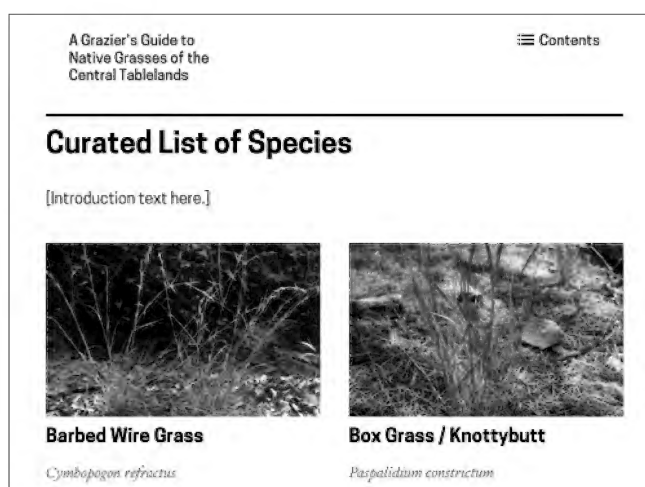 A Grazier's Guide to
Native Grasses of the
Central Tablelands
Contents
Curated List of Species
[Introduction text here.]
Barbed Wire Grass
Box Grass / Knottybutt
Cymbopogon refractus
Paspalidium constrictum